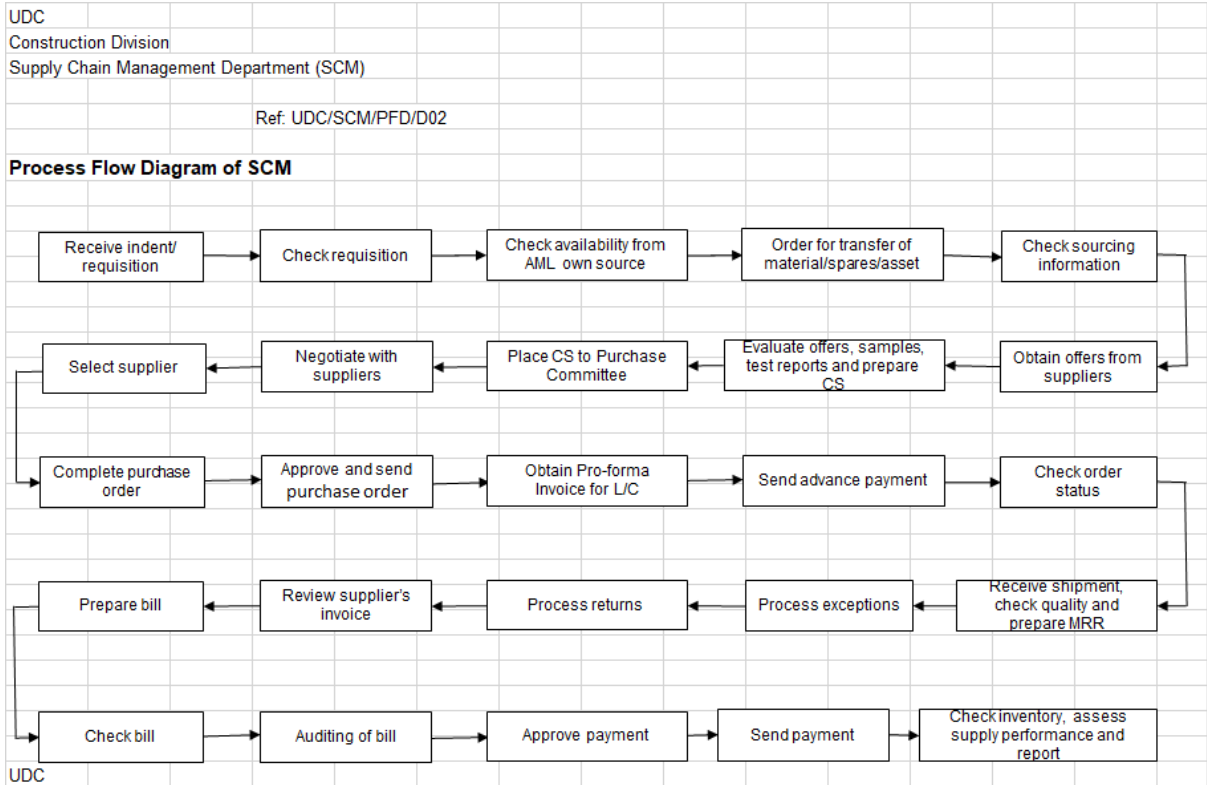 UDC
Construction Division
Supply Chain Management Department (SCM)
Ref: UDC/SCM/PFD/D02
Process Flow Diagram of SCM
Receive indent/
requisition
Check requisition
Check availability from
AML own source
Order for transfer of
material/spares/asset
Check sourcing
information
Obtain offers from
suppliers
Evaluate offers, samples,
test reports and prepare
CS
Place CS to Purchase
Committee
Negotiate with
suppliers
Select supplier
Complete purchase
order
Approve and send
purchase order
Obtain Pro-forma
Invoice for L/C
Send advance payment
Check order
status
Receive shipment,
check quality and
prepare MRR
Process exceptions
Process returns
Review supplier's
invoice
Prepare bill
Check bill
Auditing of bill
Approve payment
Send payment
Check inventory, assess
supply performance and
report
UDC